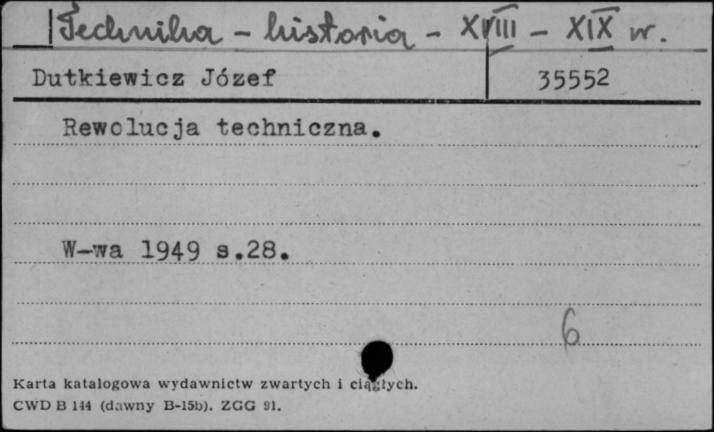 Technika - historia - XVIII - XIX w.
Dutkiewicz Józef 35552
Rewolucja techniczna.
W-wa 1949 s.28.
6
Karta katalogowa wydawnictw zwartych i ciągłych.
CWD B 144 (dawny B-15b). ZGG 91.